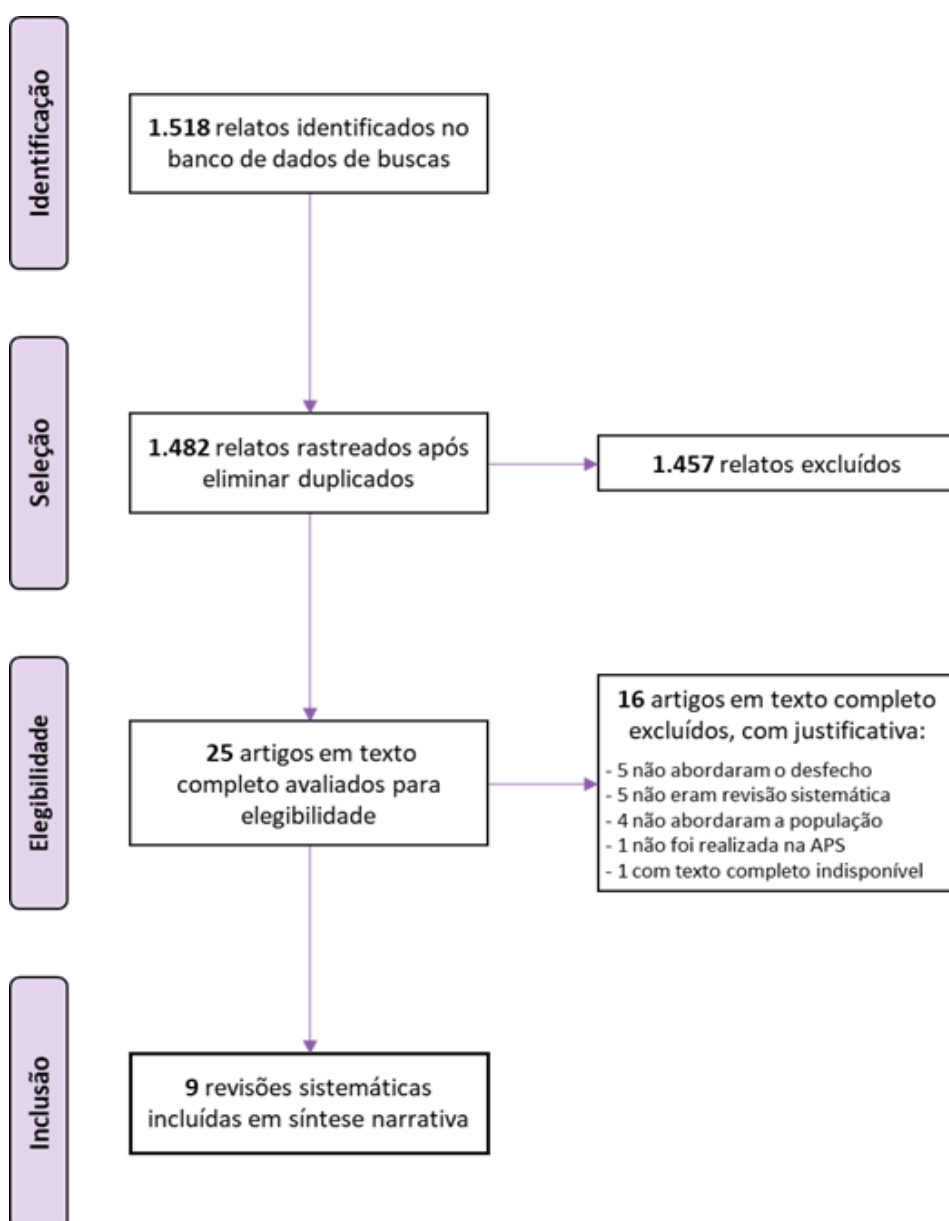 Identificação
1.518 relatos identificados no
banco de dados de buscas
Seleção
1.482 relatos rastreados após
eliminar duplicados
1.457 relatos excluídos
Elegibilidade
25 artigos em texto
completo avaliados para
elegibilidade
16 artigos em texto completo
excluídos, com justificativa:
- 5 não abordaram o desfecho
- 5 não eram revisão sistemática
- 4 não abordaram a população
- 1 não foi realizada na APS
- 1 com texto completo indisponível
Inclusão
9 revisões sistemáticas
incluídas em síntese narrativa